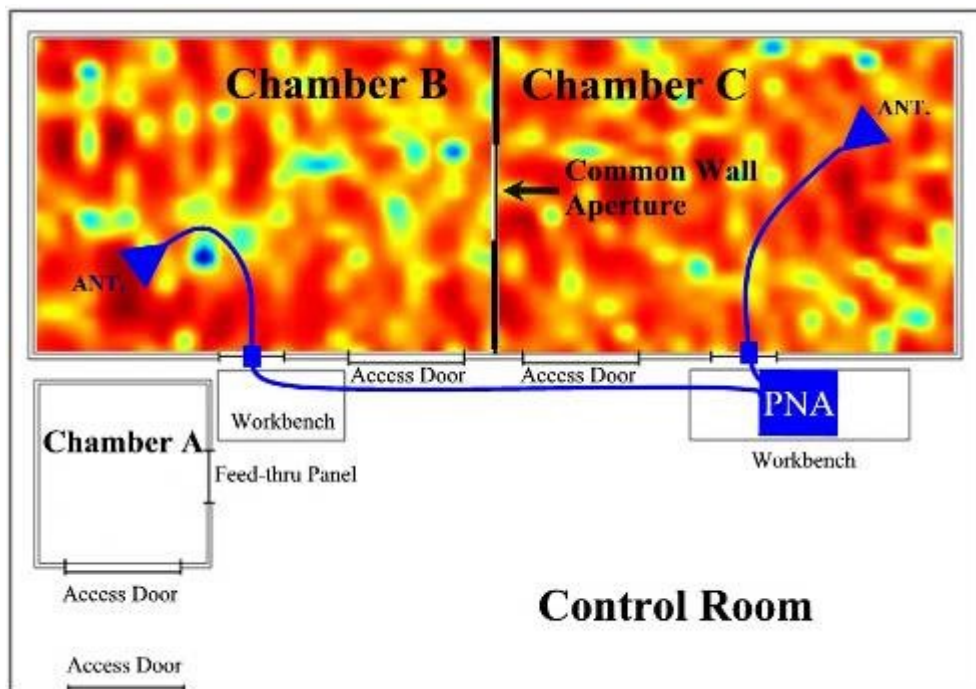 Chamber B
Chamber C
ANT.
Common Wall
Aperture
ANT.
Access Door
Access Door
PNA
Workbench
Workbench
Chamber A
Feed-thru Panel
Access Door
Control Room
Access Door